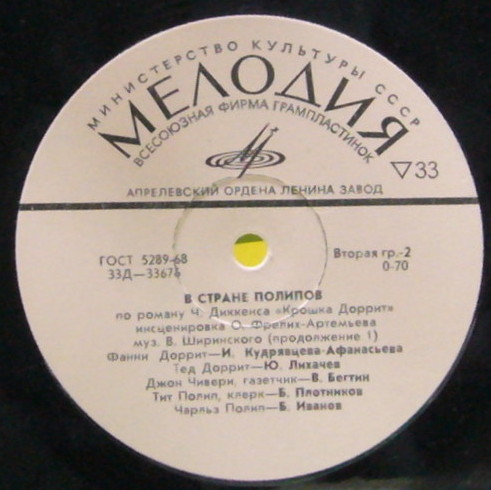 МИНИСТЕРСТВО КУЛЬТУРЫ СССР
МЕЛОДИЯ
ВСЕСОЮЗНАЯ ФИРМА ГРАМПЛАСТИНОК
▽33
АПРЕЛЕВСКИЙ ОРДЕНА ЛЕНИНА ЗАВОД
ГОСТ 5289-68
33Д—33676
Вторая гр.-2
0-70
В СТРАНЕ ПОЛИПОВ
по роману Ч. Диккенса «Крошка Доррит»
инсценировка О. Фрелих-Артемьева
муз. В. Ширинского (продолжение 1)
Фанни Доррит—И. Кудрявцева-Афанасьева
Тед Доррит—Ю. Лихачев
Джон Чивери, газетчик—В. Бегтин
Тит Полип, клерк—Б. Плотников
Чарльз Полип—Б. Иванов